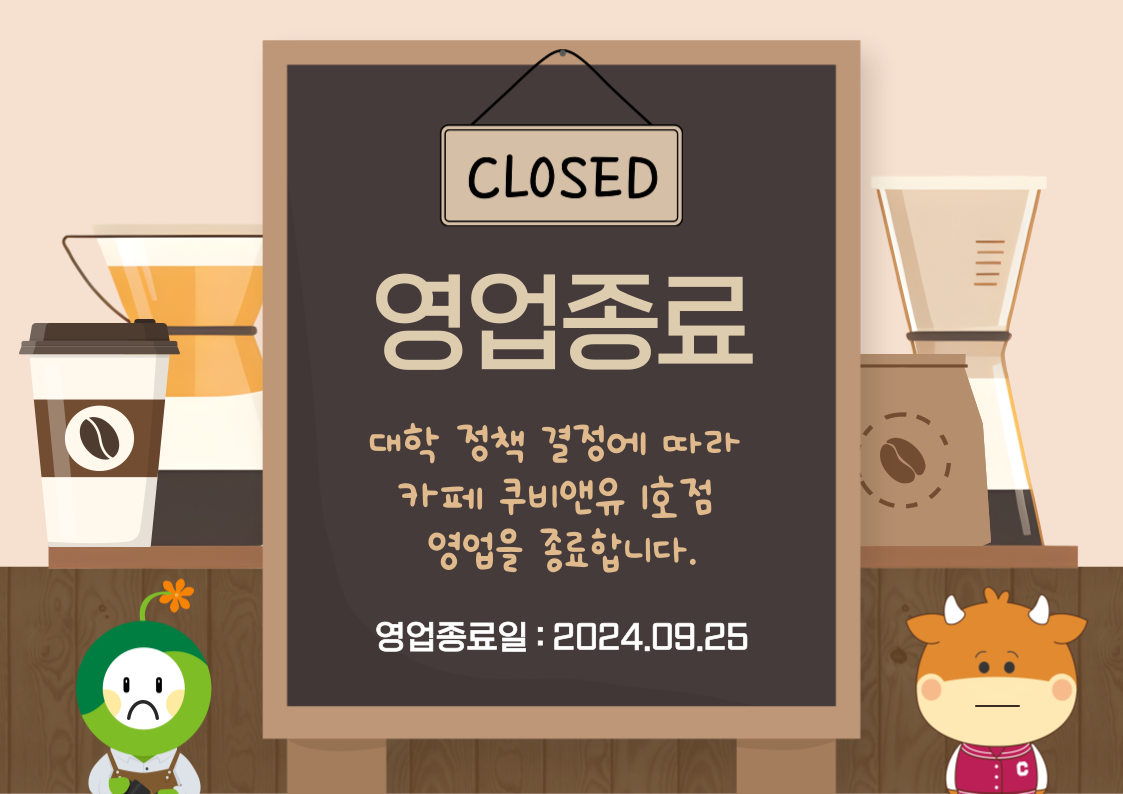 CLOSED
영업종료
대학 정책 결정에 따라
카페 쿠비앤유 1호점
영업을 종료합니다.
영업종료일 : 2024.09.25
C